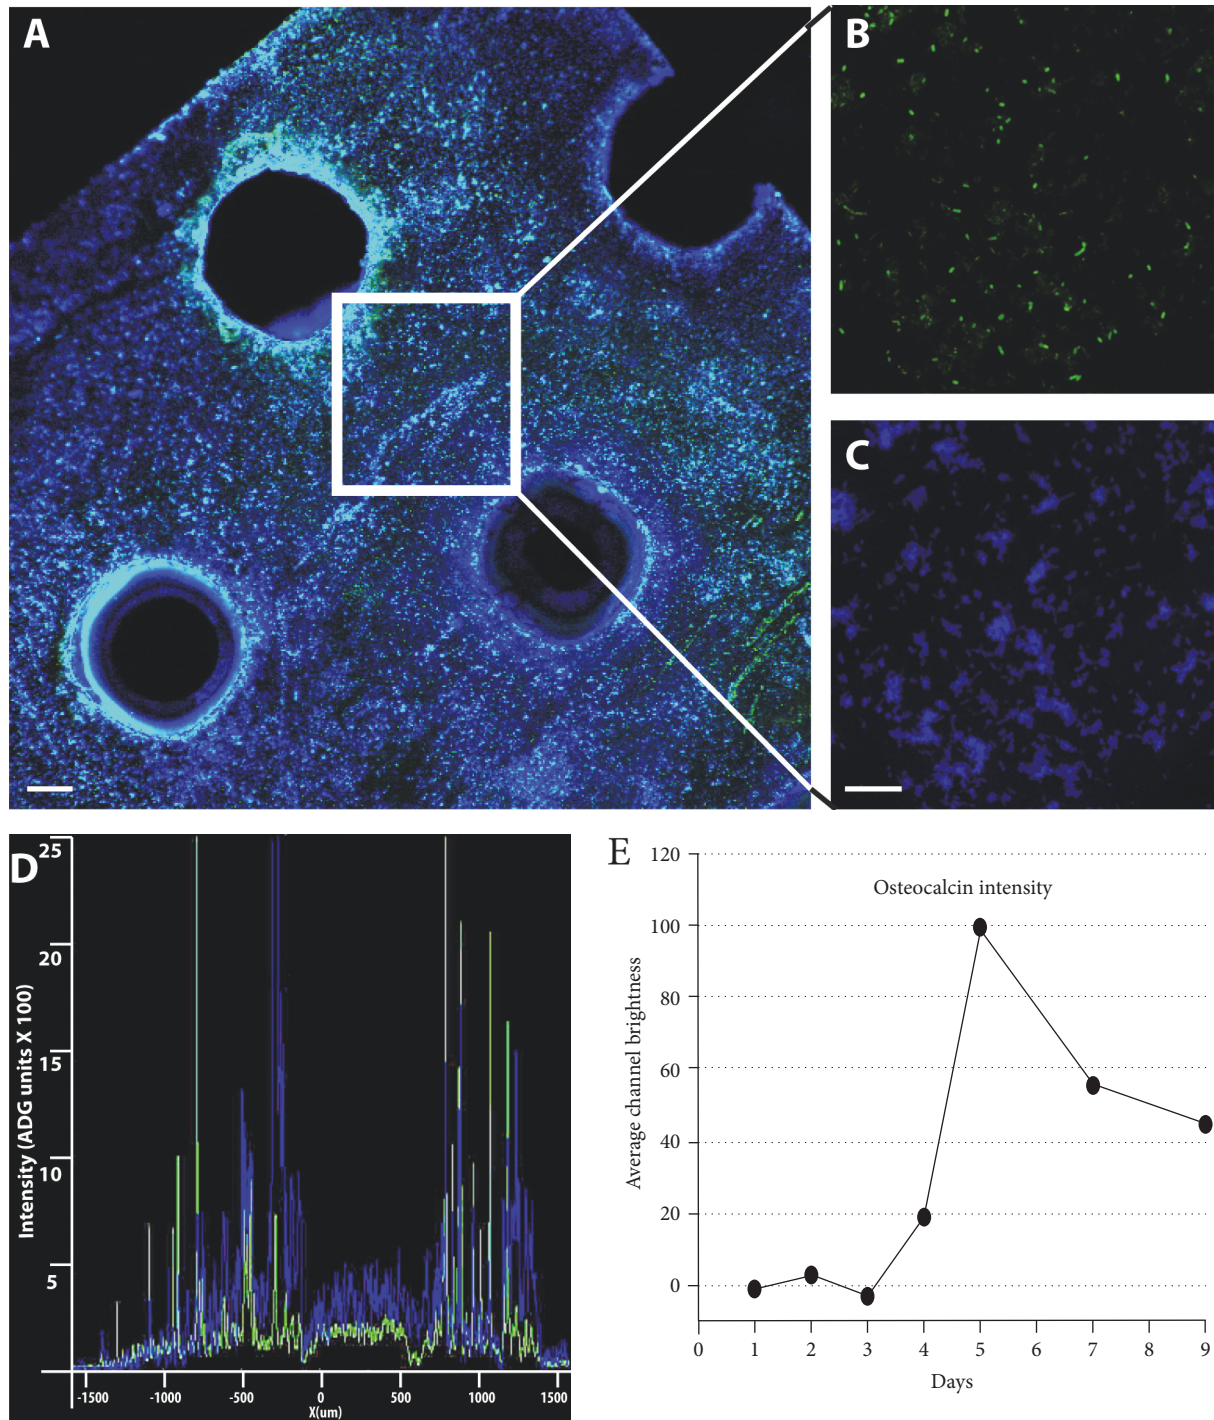 A
B
C
D
25
20
15
10
5
Intensity (ADG units X 100)
-1500 -1000 -500 0 500 1000 1500
X(um)
E
120
100
80
60
40
20
0
Osteocalcin intensity
Average channel brightness
0 1 2 3 4 5 6 7 8 9
Days